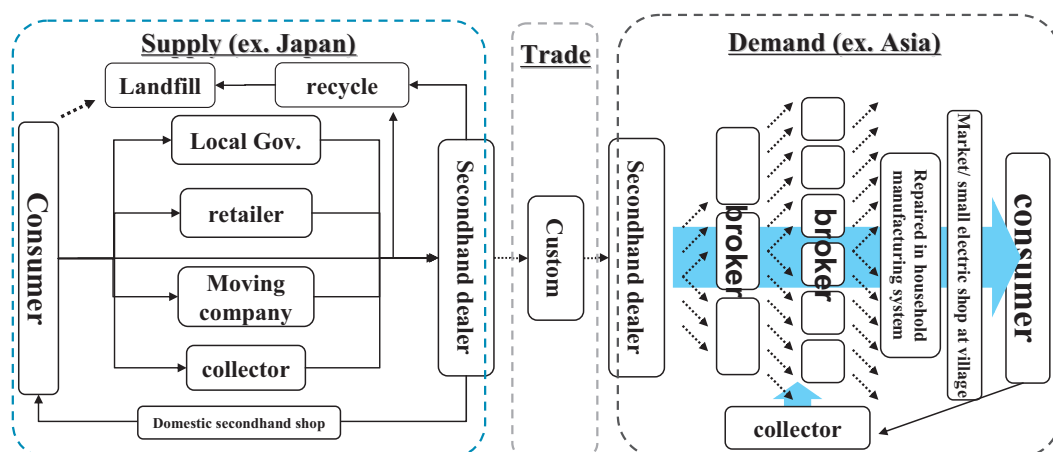 Supply (ex. Japan)
Landfill
recycle
Consumer
Local Gov.
retailer
Moving
company
collector
Domestic secondhand shop
Secondhand dealer
Trade
Custom
Demand (ex. Asia)
Secondhand dealer
broker
broker
Repaired in household
manufacturing system
Market/ small electric shop at village
consumer
collector